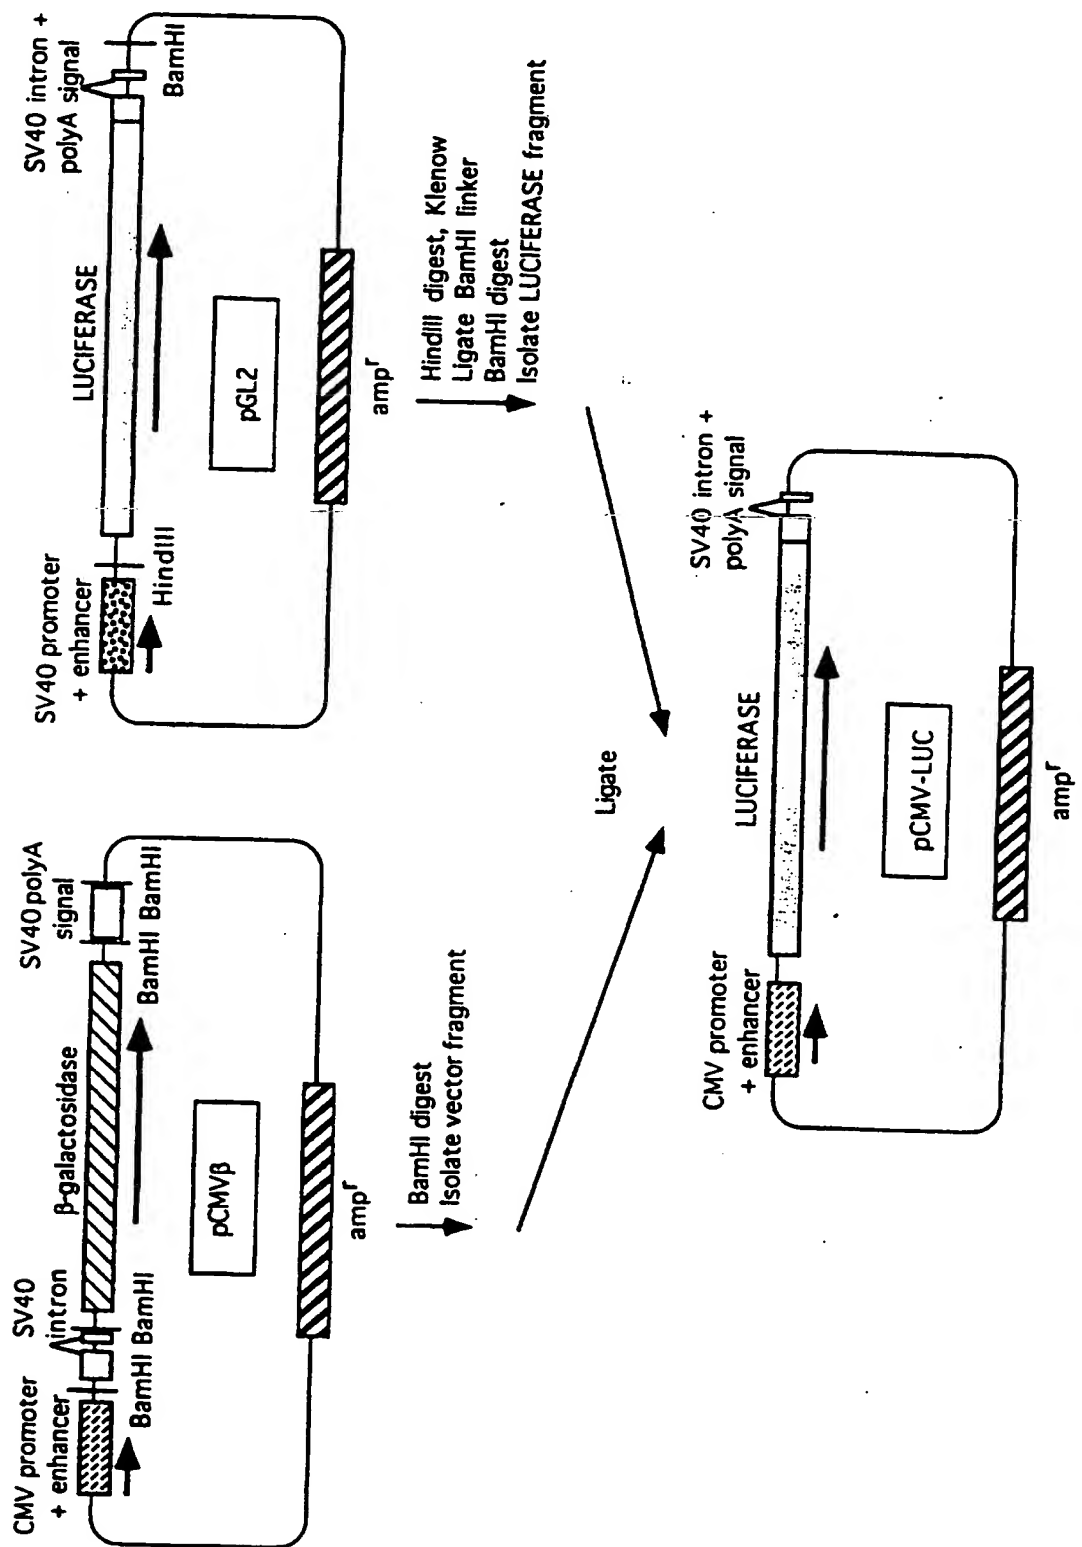 CMV promoter
+ enhancer
SV40
intron
β-galactosidase
SV40 polyA
signal
BamHI BamHI
BamHI BamHI
pCMVβ
amp^r
BamHI digest
Isolate vector fragment
SV40 promoter
+ enhancer
LUCIFERASE
SV40 intron +
polyA signal
HindIII
BamHI
pGL2
amp^r
HindIII digest, Klenow
Ligate BamHI linker
BamHI digest
Isolate LUCIFERASE fragment
Ligate
CMV promoter
+ enhancer
LUCIFERASE
SV40 intron +
polyA signal
pCMV-LUC
amp^r